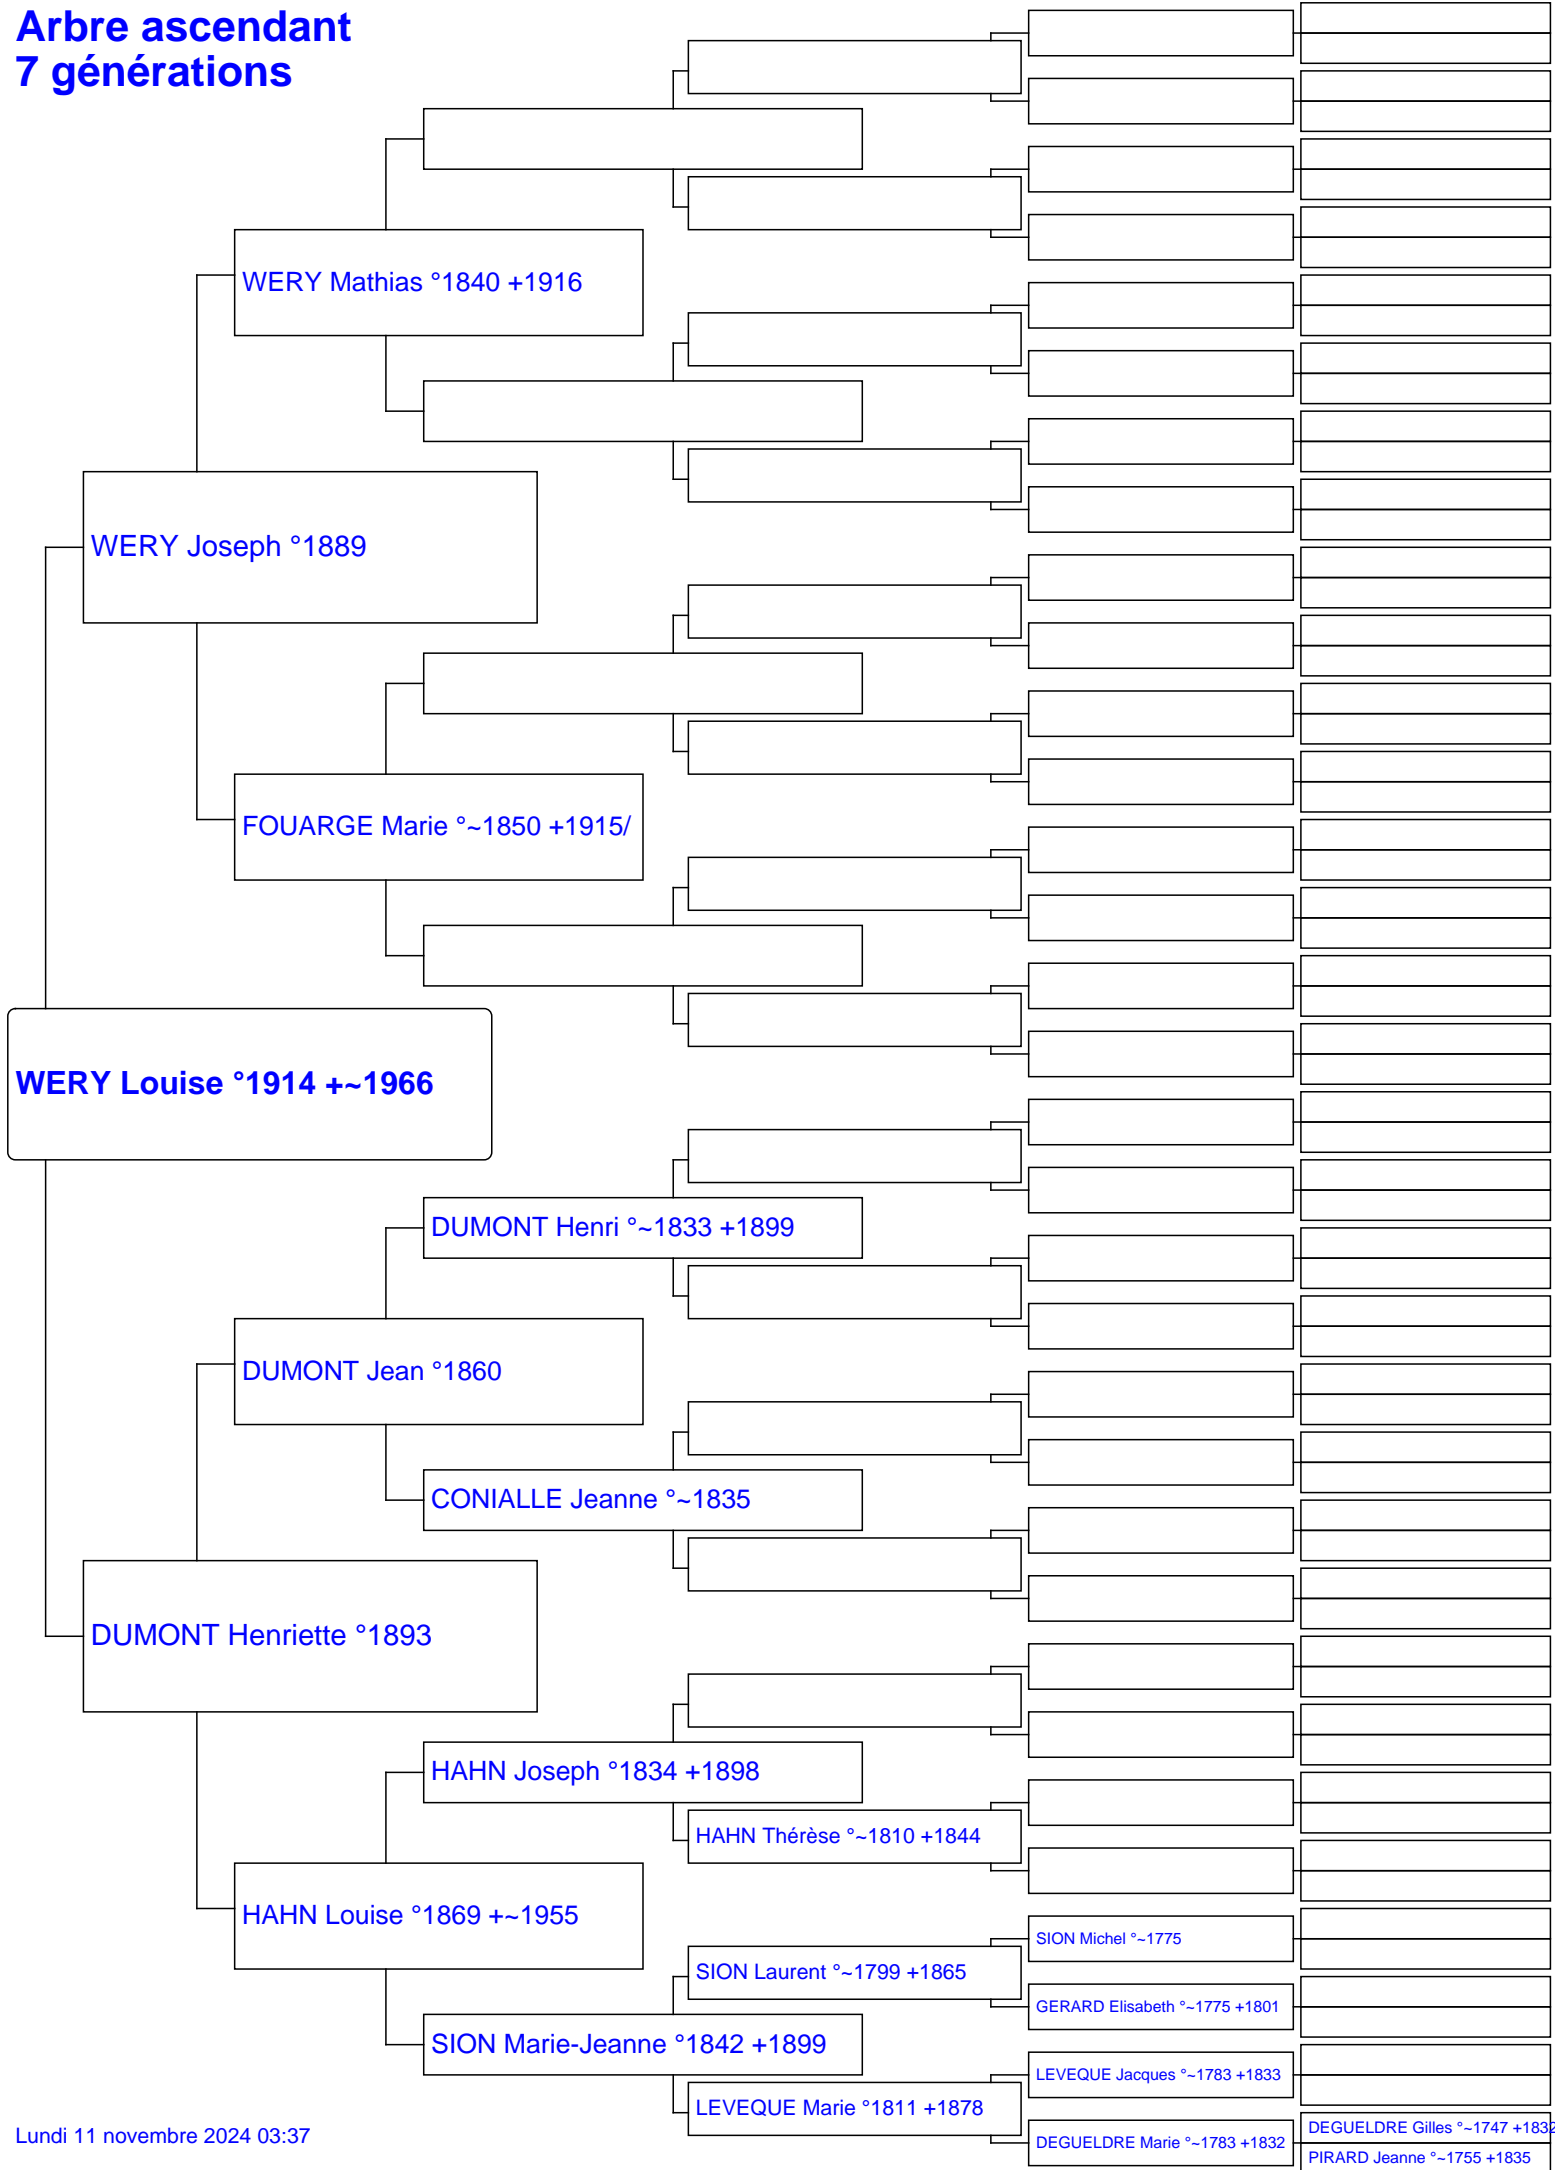 Arbre ascendant
7 générations
WERY Mathias °1840 +1916
WERY Joseph °1889
FOUARGE Marie °~1850 +1915/
WERY Louise °1914 +~1966
DUMONT Henri °~1833 +1899
DUMONT Jean °1860
CONIALLE Jeanne °~1835
DUMONT Henriette °1893
HAHN Joseph °1834 +1898
HAHN Thérèse °~1810 +1844
HAHN Louise °1869 +~1955
SION Michel °~1775
SION Laurent °~1799 +1865
GERARD Elisabeth °~1775 +1801
SION Marie-Jeanne °1842 +1899
LEVEQUE Jacques °~1783 +1833
LEVEQUE Marie °1811 +1878
DEGUELDRE Gilles °~1747 +1832
DEGUELDRE Marie °~1783 +1832
PIRARD Jeanne °~1755 +1835
Lundi 11 novembre 2024 03:37